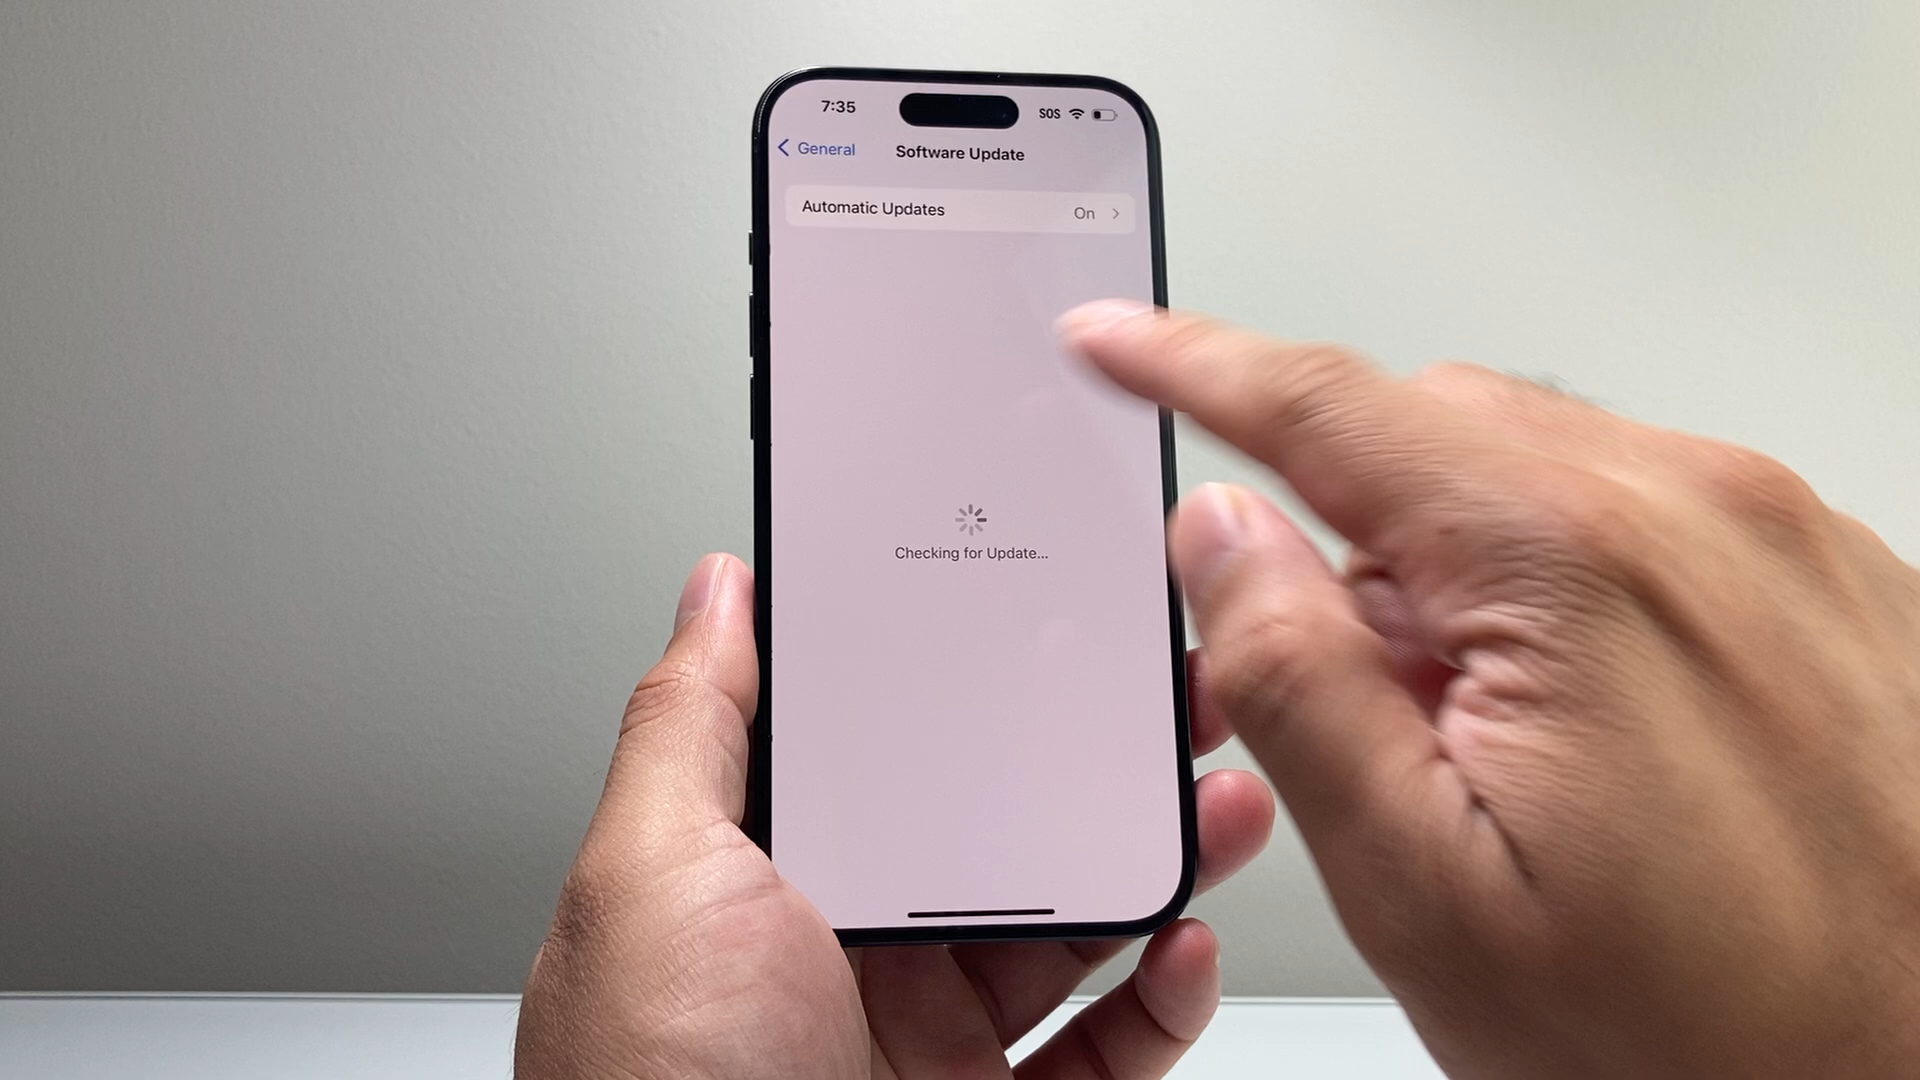 7:35
SOS
General
Software Update
Automatic Updates
On
Checking for Update...